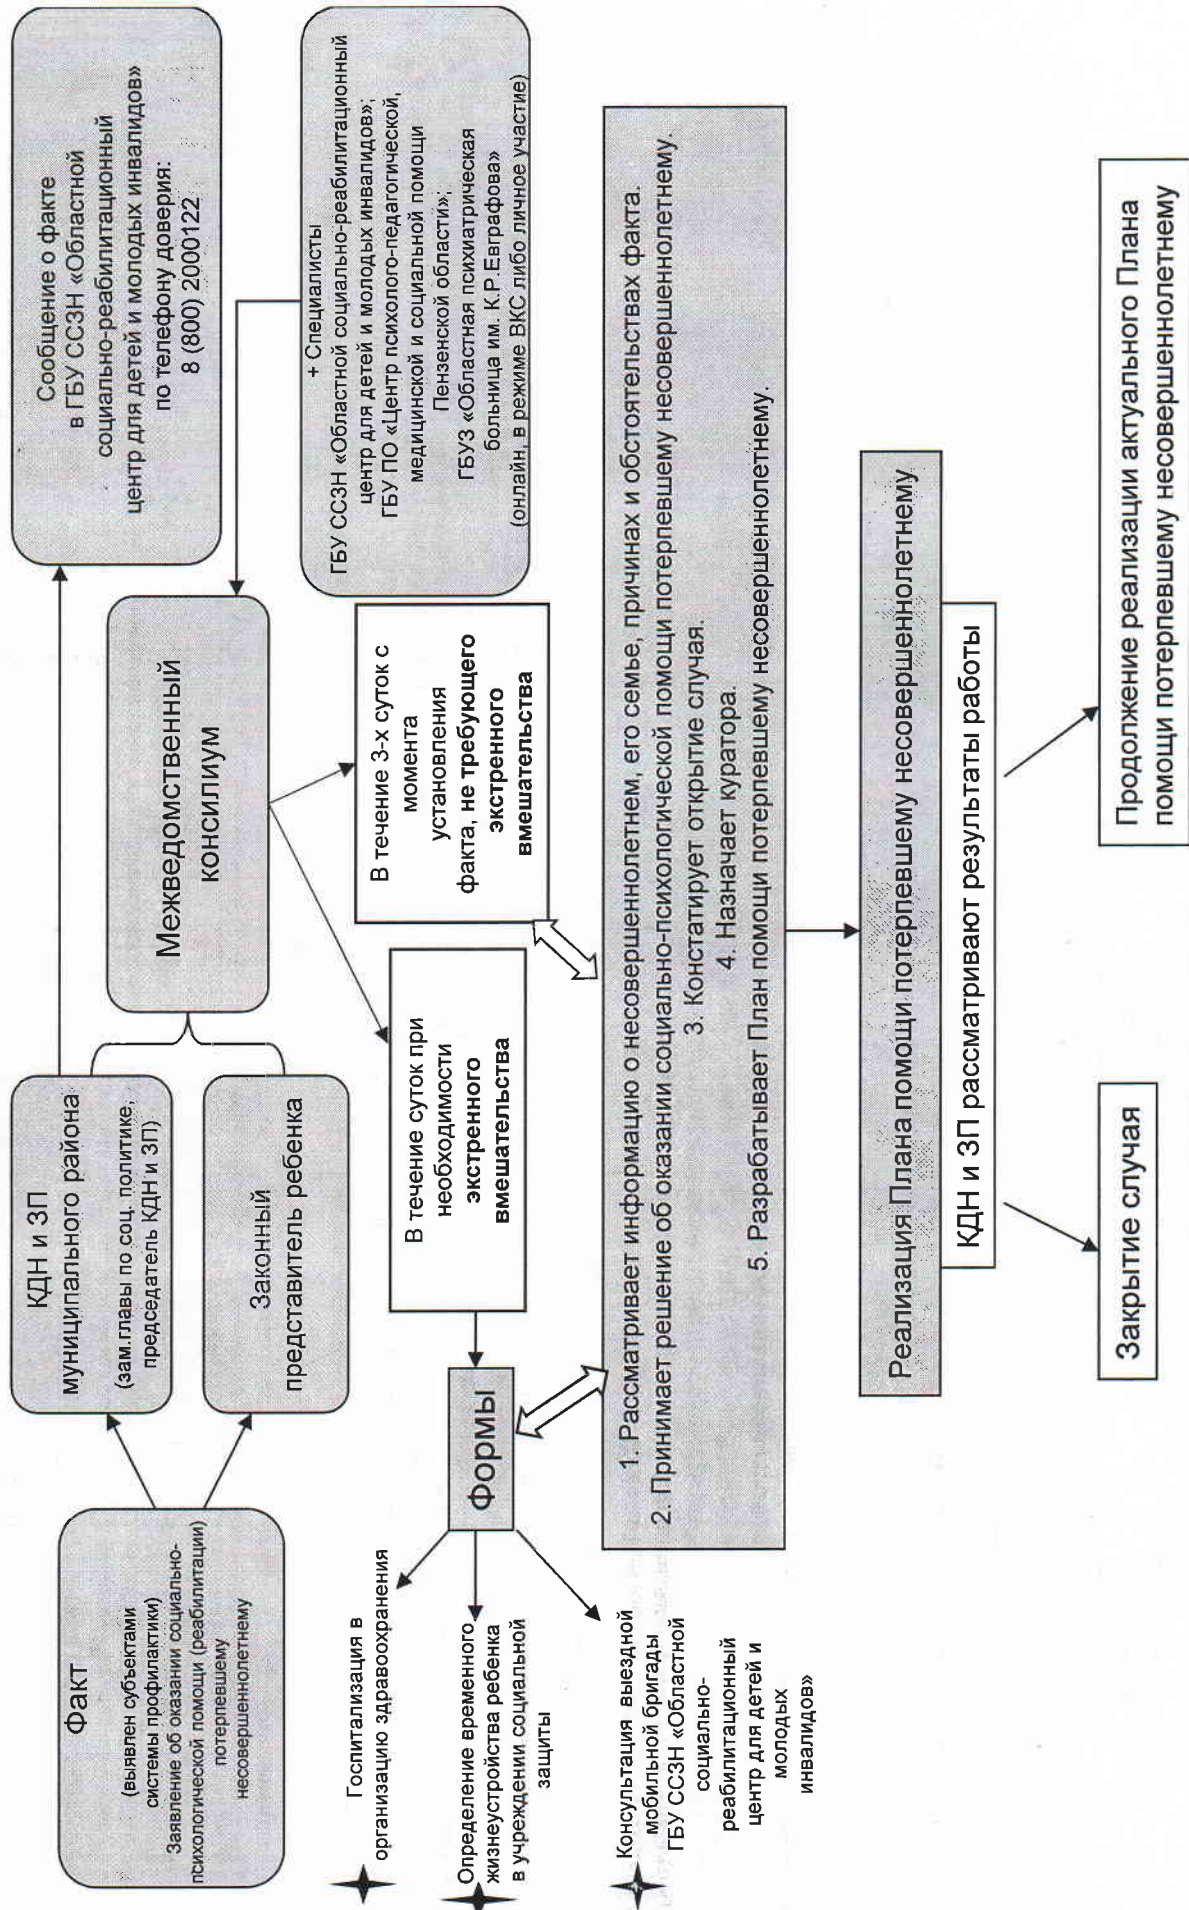 Факт
(выявлен субъектами
системы профилактики)
Заявление об оказании социально-
психологической помощи (реабилитации)
потерпевшему
несовершеннолетнему
КДН и ЗП
муниципального района
(зам.главы по соц. политике,
председатель КДН и ЗП)
Законный
представитель ребенка
Сообщение о факте
в ГБУ ССЗН «Областной
социально-реабилитационный
центр для детей и молодых инвалидов»
по телефону доверия:
8 (800) 2000122
Межведомственный
консилиум
+ Специалисты
ГБУ ССЗН «Областной социально-реабилитационный
центр для детей и молодых инвалидов»;
ГБУ ПО «Центр психолого-педагогической,
медицинской и социальной помощи
Пензенской области»;
ГБУЗ «Областная психиатрическая
больница им. К.Р.Евграфова»
(онлайн, в режиме ВКС либо личное участие)
В течение суток при
необходимости
экстренного
вмешательства
В течение 3-х суток с
момента
установления
факта, не требующего
экстренного
вмешательства
Формы
Госпитализация в
организацию здравоохранения
Определение временного
жизнеустройства ребенка
в учреждении социальной
защиты
Консультация выездной
мобильной бригады
ГБУ ССЗН «Областной
социально-
реабилитационный
центр для детей и
молодых
инвалидов»
1. Рассматривает информацию о несовершеннолетнем, его семье, причинах и обстоятельствах факта.
2. Принимает решение об оказании социально-психологической помощи потерпевшему несовершеннолетнему.
3. Констатирует открытие случая.
4. Назначает куратора.
5. Разрабатывает План помощи потерпевшему несовершеннолетнему.
Реализация Плана помощи потерпевшему несовершеннолетнему
КДН и ЗП рассматривают результаты работы
Закрытие случая
Продолжение реализации актуального Плана
помощи потерпевшему несовершеннолетнему